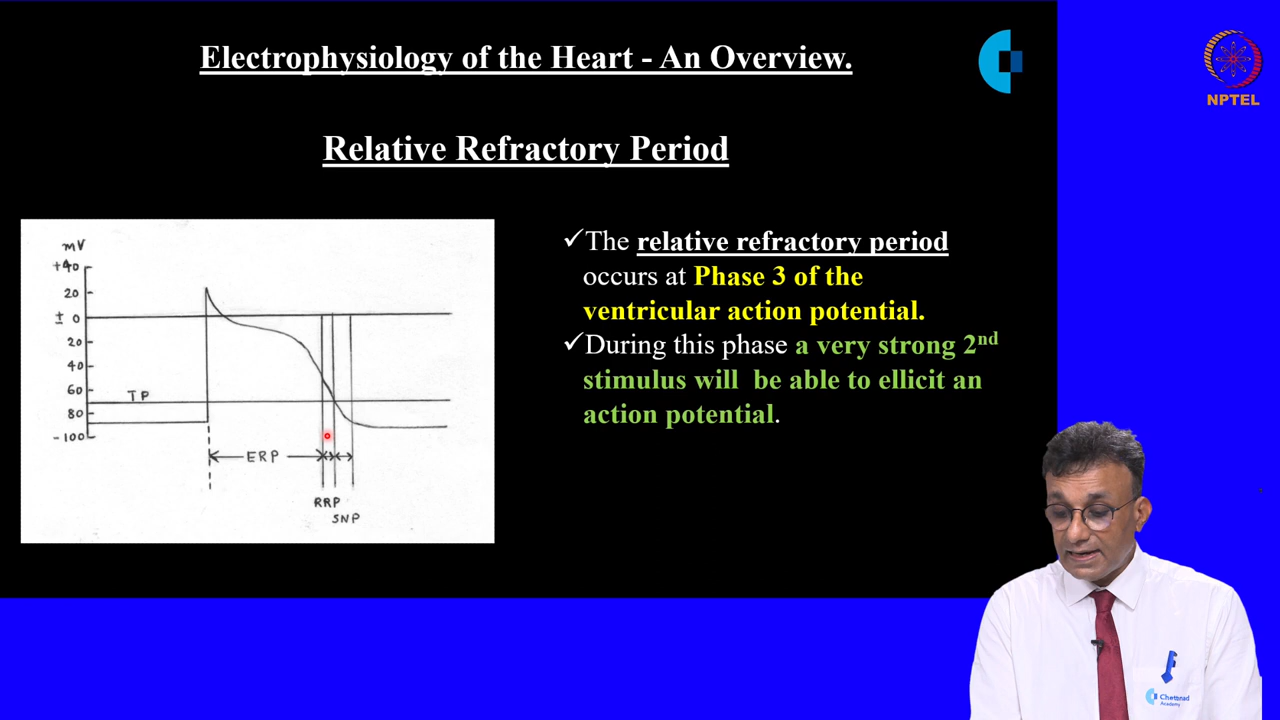 Electrophysiology of the Heart - An Overview.
NPTEL
Relative Refractory Period
mV
+40
20
± 0
20
40
60
TP
80
-100
ERP
RRP
SNP
✓The relative refractory period
occurs at Phase 3 of the
ventricular action potential.
✓During this phase a very strong 2nd
stimulus will be able to ellicit an
action potential.
Chettinad
Academy